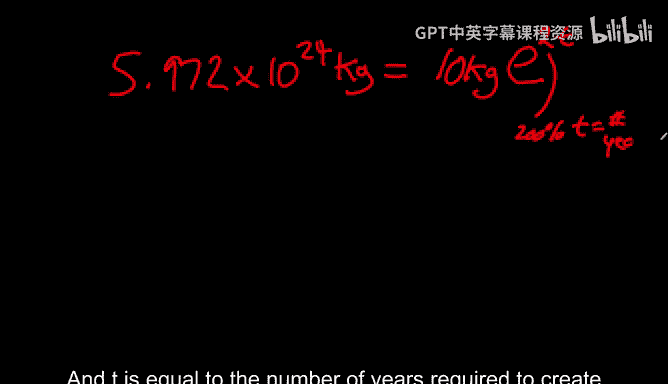 GPT中英字幕课程资源 bilibili
5.972 x 10^24 kg = 10kg e^2t
200% t = #
And t is equal to the number of years required to create